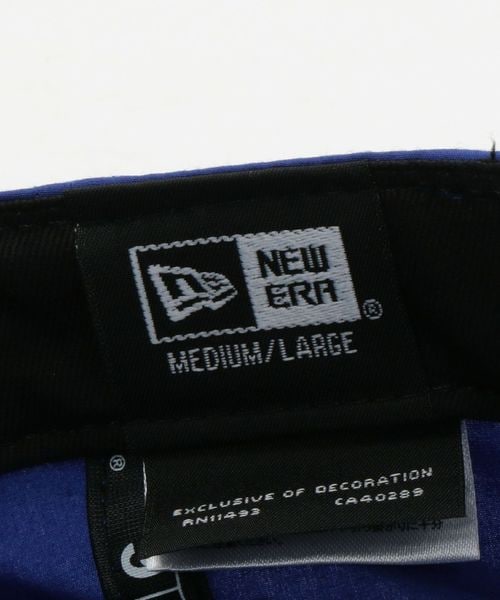 NEW
ERA®
MEDIUM/LARGE
®
EXCLUSIVE OF DECORATION
RN11493 CA40289